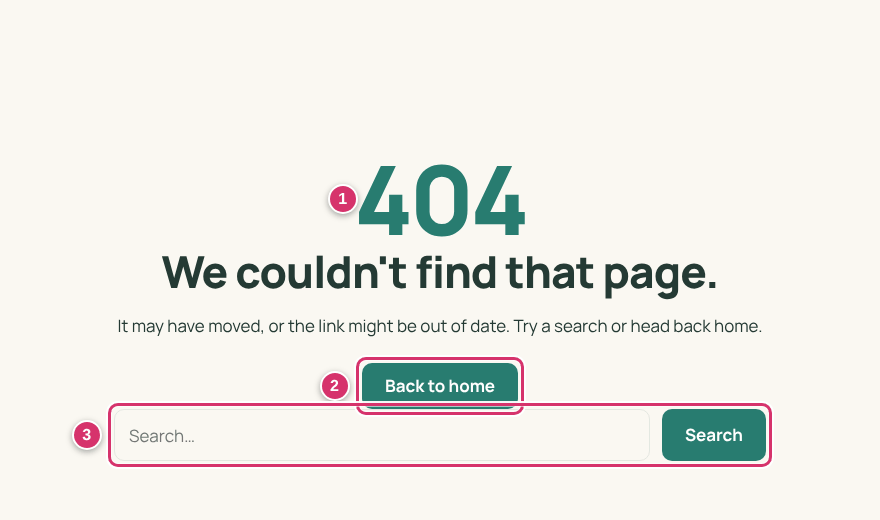 1
404
We couldn't find that page.
It may have moved, or the link might be out of date. Try a search or head back home.
2
Back to home
3
Search...
Search